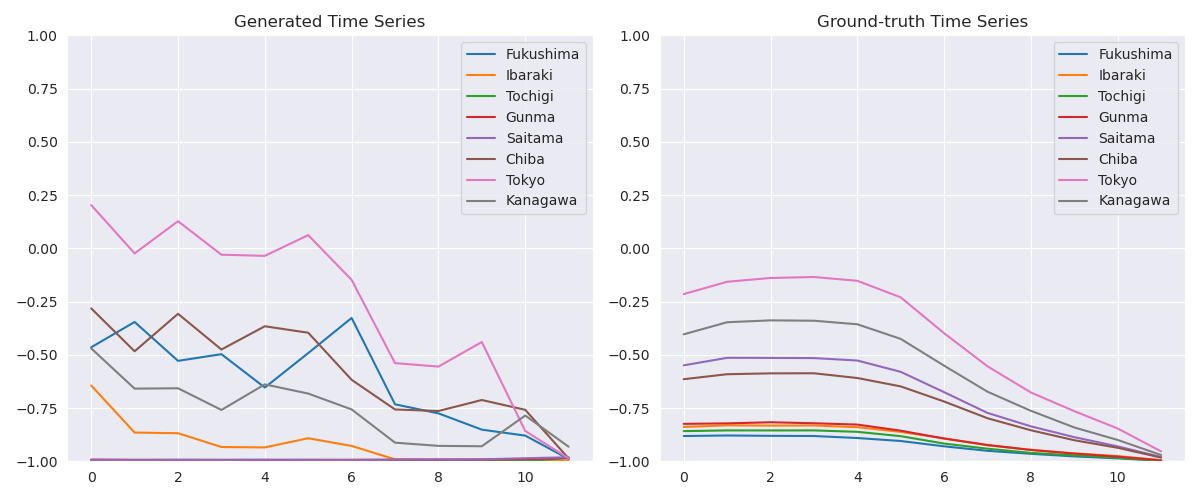 Generated Time Series
1.00
0.75
0.50
0.25
0.00
−0.25
−0.50
−0.75
−1.00
0 2 4 6 8 10
Fukushima
Ibaraki
Tochigi
Gunma
Saitama
Chiba
Tokyo
Kanagawa
Ground-truth Time Series
1.00
0.75
0.50
0.25
0.00
−0.25
−0.50
−0.75
−1.00
0 2 4 6 8 10
Fukushima
Ibaraki
Tochigi
Gunma
Saitama
Chiba
Tokyo
Kanagawa